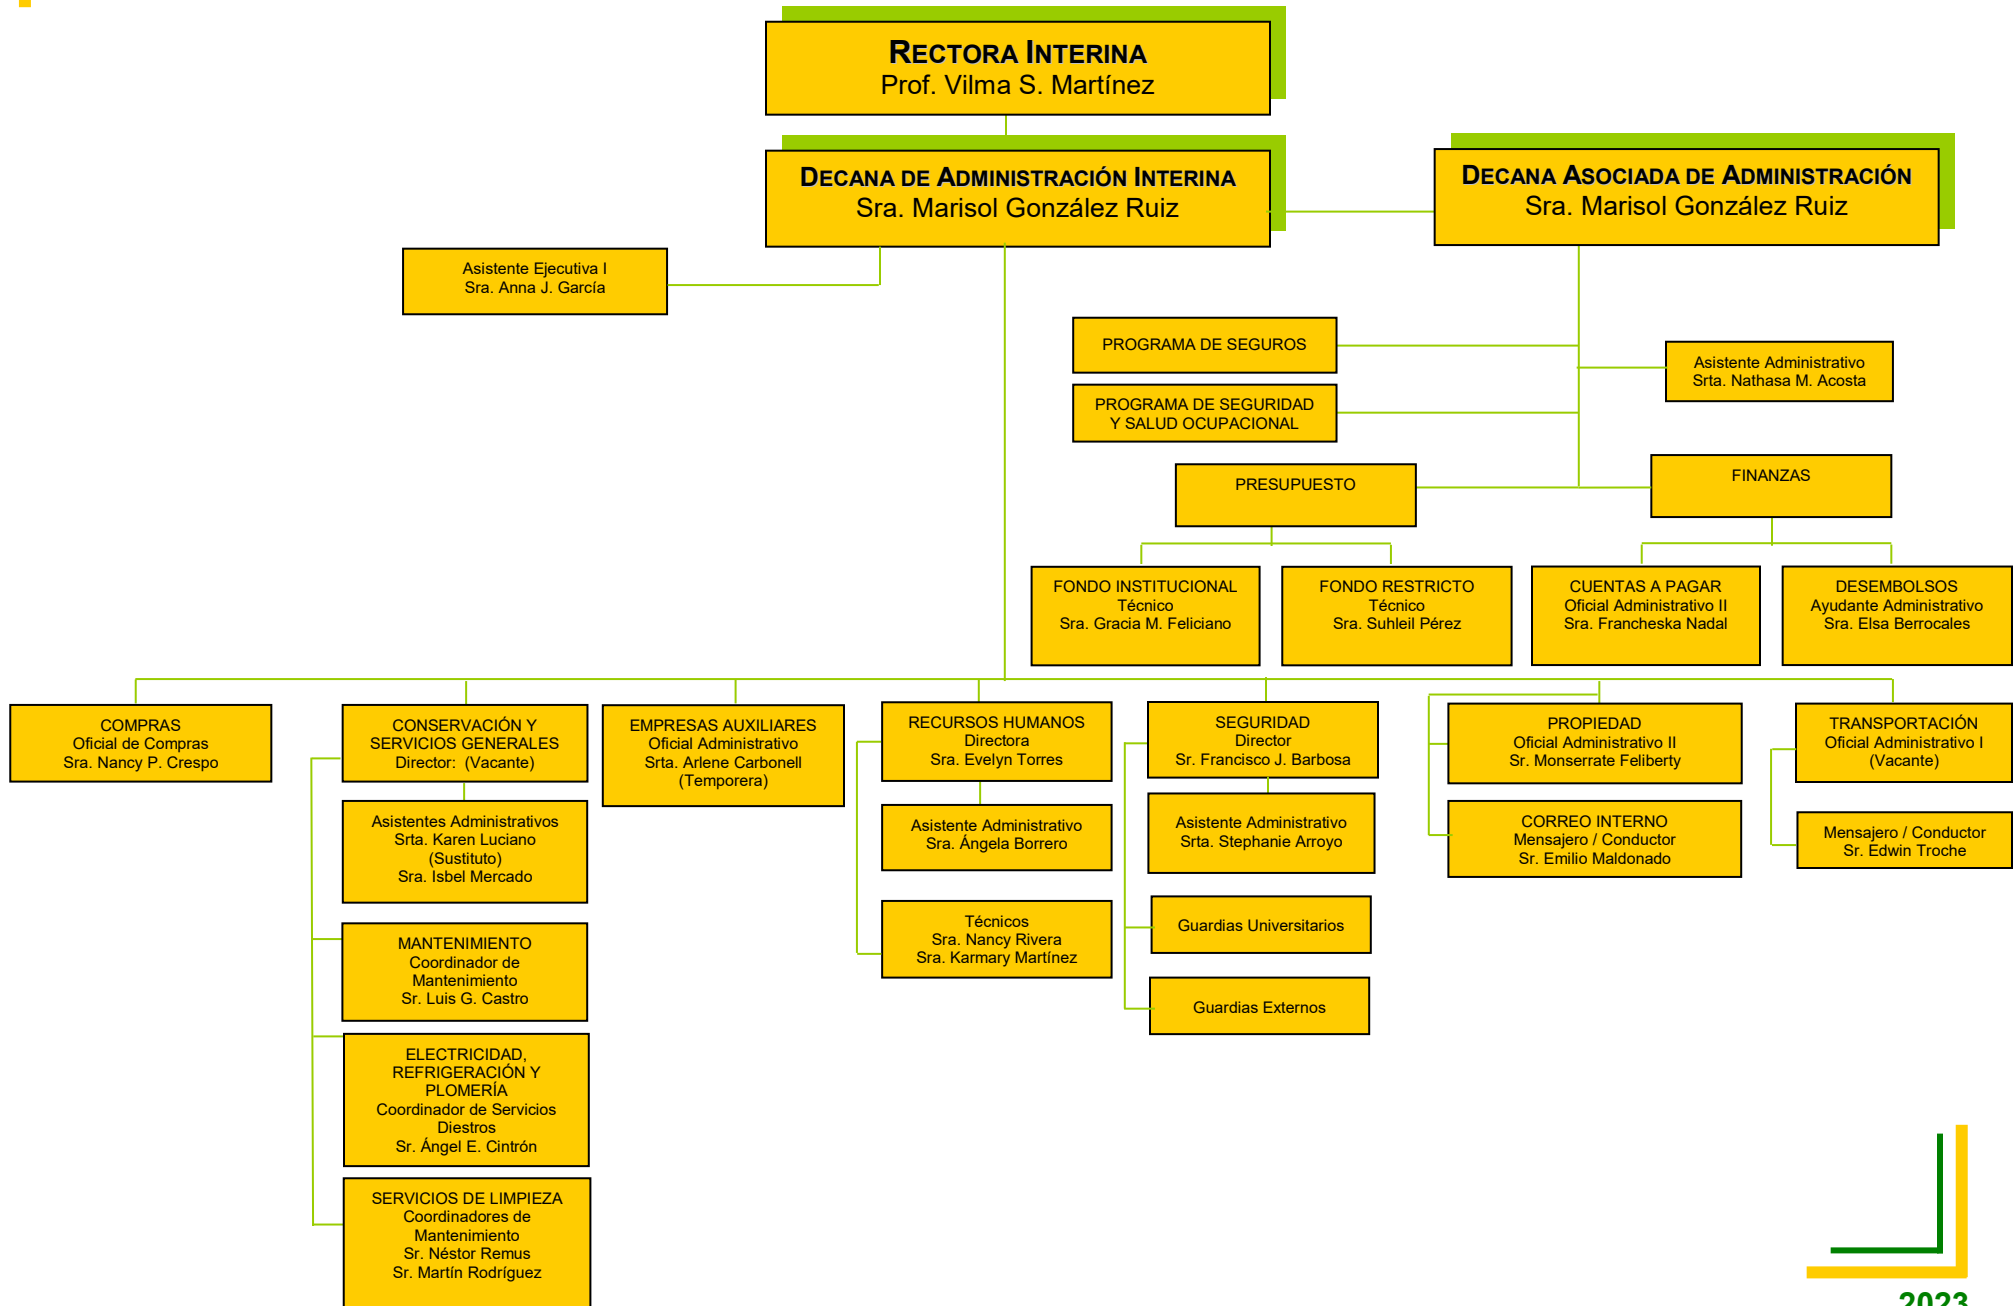 RECTORA INTERINA
Prof. Vilma S. Martínez
DECANA DE ADMINISTRACIÓN INTERINA
Sra. Marisol González Ruiz
DECANA ASOCIADA DE ADMINISTRACIÓN
Sra. Marisol González Ruiz
Asistente Ejecutiva I
Sra. Anna J. García
PROGRAMA DE SEGUROS
Asistente Administrativo
Srta. Nathasa M. Acosta
PROGRAMA DE SEGURIDAD
Y SALUD OCUPACIONAL
PRESUPUESTO
FINANZAS
FONDO INSTITUCIONAL
Técnico
Sra. Gracia M. Feliciano
FONDO RESTRICTO
Técnico
Sra. Suhleil Pérez
CUENTAS A PAGAR
Oficial Administrativo II
Sra. Francheska Nadal
DESEMBOLSOS
Ayudante Administrativo
Sra. Elsa Berrocales
COMPRAS
Oficial de Compras
Sra. Nancy P. Crespo
CONSERVACIÓN Y
SERVICIOS GENERALES
Director:  (Vacante)
EMPRESAS AUXILIARES
Oficial Administrativo
Srta. Arlene Carbonell
(Temporera)
RECURSOS HUMANOS
Directora
Sra. Evelyn Torres
SEGURIDAD
Director
Sr. Francisco J. Barbosa
PROPIEDAD
Oficial Administrativo II
Sr. Monserrate Feliberty
TRANSPORTACIÓN
Oficial Administrativo I
(Vacante)
Asistentes Administrativos
Srta. Karen Luciano
(Sustituto)
Sra. Isbel Mercado
Asistente Administrativo
Sra. Ángela Borrero
Asistente Administrativo
Srta. Stephanie Arroyo
CORREO INTERNO
Mensajero / Conductor
Sr. Emilio Maldonado
Mensajero / Conductor
Sr. Edwin Troche
MANTENIMIENTO
Coordinador de
Mantenimiento
Sr. Luis G. Castro
Técnicos
Sra. Nancy Rivera
Sra. Karmary Martínez
Guardias Universitarios
Guardias Externos
ELECTRICIDAD,
REFRIGERACIÓN Y
PLOMERÍA
Coordinador de Servicios
Diestros
Sr. Ángel E. Cintrón
SERVICIOS DE LIMPIEZA
Coordinadores de
Mantenimiento
Sr. Néstor Remus
Sr. Martín Rodríguez
2023